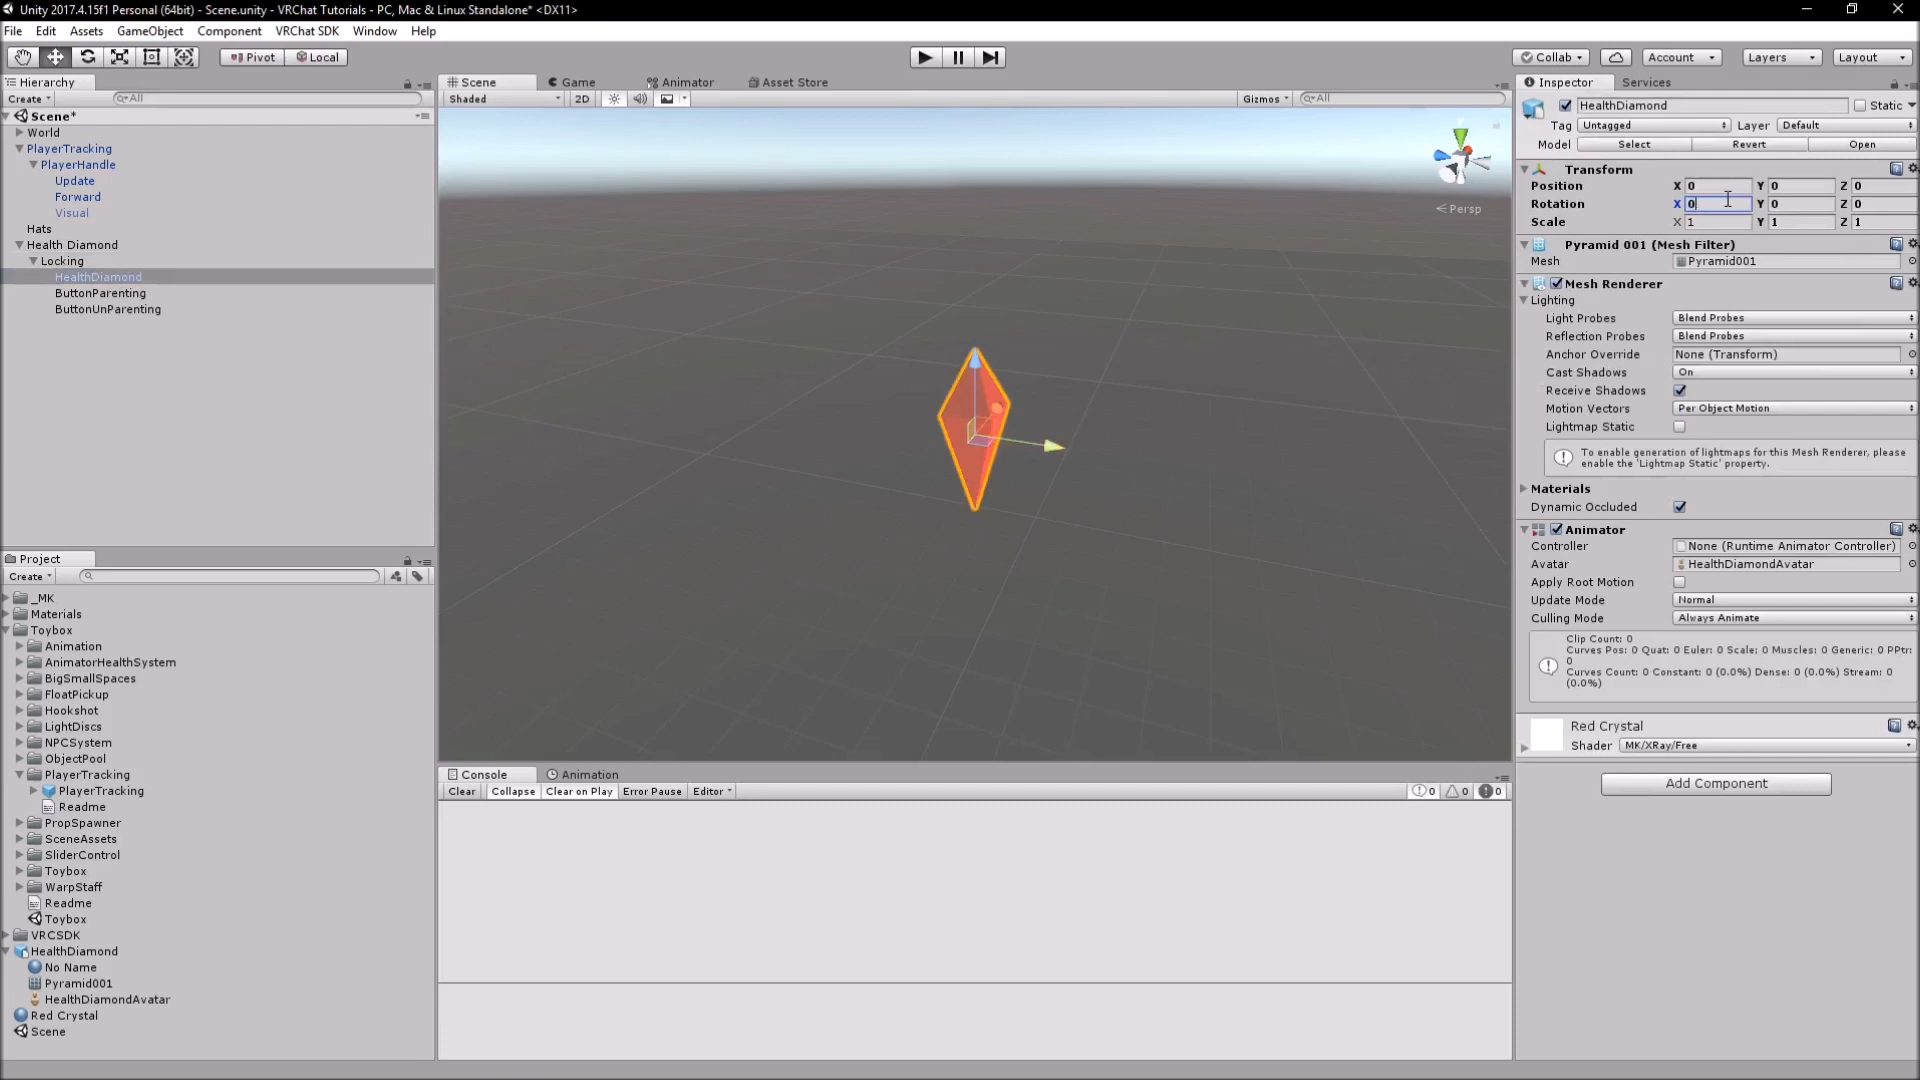 Unity 2017.4.15f1 Personal (64bit) - Scene.unity - VRChat Tutorials - PC, Mac & Linux Standalone* <DX11>
File Edit Assets GameObject Component VRChat SDK Window Help
Pivot Local Collab Account Layers Layout
Hierarchy
Create All
Scene*
World
PlayerTracking
PlayerHandle
Update
Forward
Visual
Hats
Health Diamond
Locking
HealthDiamond
ButtonParenting
ButtonUnParenting
Project
Create
_MK
Materials
Toybox
Animation
AnimatorHealthSystem
BigSmallSpaces
FloatPickup
Hookshot
LightDiscs
NPCSystem
ObjectPool
PlayerTracking
PlayerTracking
Readme
PropSpawner
SceneAssets
SliderControl
Toybox
WarpStaff
Readme
Toybox
VRCSDK
HealthDiamond
No Name
Pyramid001
HealthDiamondAvatar
Red Crystal
Scene
Scene Game Animator Asset Store
Shaded 2D Gizmos All
y
Persp
Console Animation
Clear Collapse Clear on Play Error Pause Editor 0 0 0
Inspector Services
HealthDiamond Static
Tag Untagged Layer Default
Model Select Revert Open
Transform
Position X 0 Y 0 Z 0
Rotation X 0 Y 0 Z 0
Scale X 1 Y 1 Z 1
Pyramid 001 (Mesh Filter)
Mesh Pyramid001
Mesh Renderer
Lighting
Light Probes Blend Probes
Reflection Probes Blend Probes
Anchor Override None (Transform)
Cast Shadows On
Receive Shadows
Motion Vectors Per Object Motion
Lightmap Static
To enable generation of lightmaps for this Mesh Renderer, please
enable the 'Lightmap Static' property.
Materials
Dynamic Occluded
Animator
Controller None (Runtime Animator Controller)
Avatar HealthDiamondAvatar
Apply Root Motion
Update Mode Normal
Culling Mode Always Animate
Clip Count: 0
Curves Pos: 0 Quat: 0 Euler: 0 Scale: 0 Muscles: 0 Generic: 0 PPtr:
0
Curves Count: 0 Constant: 0 (0.0%) Dense: 0 (0.0%) Stream: 0
(0.0%)
Red Crystal
Shader MK/XRay/Free
Add Component